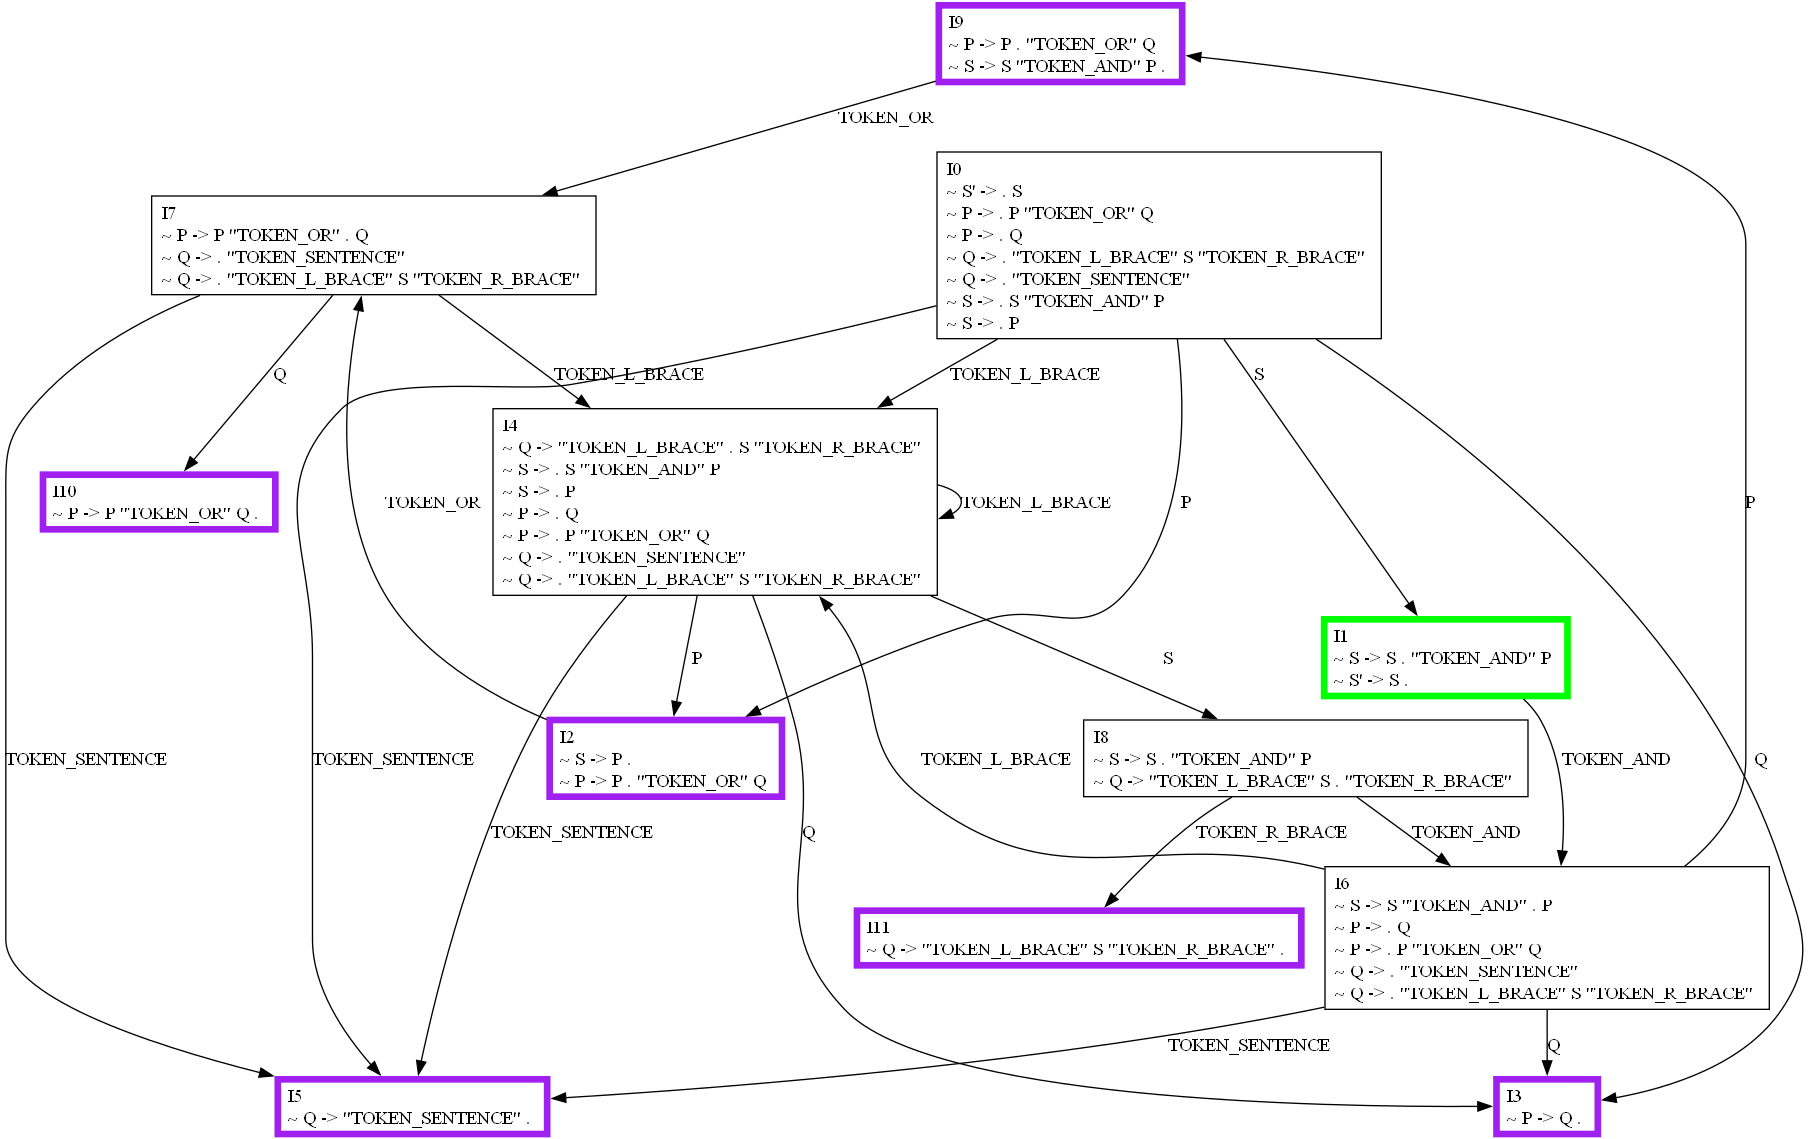 I9
~ P -> P . "TOKEN_OR" Q
~ S -> S "TOKEN_AND" P .
TOKEN_OR
I0
~ S' -> . S
~ P -> . P "TOKEN_OR" Q
~ P -> . Q
~ Q -> . "TOKEN_L_BRACE" S "TOKEN_R_BRACE"
~ Q -> . "TOKEN_SENTENCE"
~ S -> . S "TOKEN_AND" P
~ S -> . P
I7
~ P -> P "TOKEN_OR" . Q
~ Q -> . "TOKEN_SENTENCE"
~ Q -> . "TOKEN_L_BRACE" S "TOKEN_R_BRACE"
Q
TOKEN_L_BRACE
TOKEN_L_BRACE
S
I4
~ Q -> "TOKEN_L_BRACE" . S "TOKEN_R_BRACE"
~ S -> . S "TOKEN_AND" P
~ S -> . P
~ P -> . Q
~ P -> . P "TOKEN_OR" Q
~ Q -> . "TOKEN_SENTENCE"
~ Q -> . "TOKEN_L_BRACE" S "TOKEN_R_BRACE"
I10
~ P -> P "TOKEN_OR" Q .
TOKEN_OR
TOKEN_L_BRACE
P
P
I1
~ S -> S . "TOKEN_AND" P
~ S' -> S .
P
S
I2
~ S -> P .
~ P -> P . "TOKEN_OR" Q
I8
~ S -> S . "TOKEN_AND" P
~ Q -> "TOKEN_L_BRACE" S . "TOKEN_R_BRACE"
TOKEN_SENTENCE
TOKEN_SENTENCE
TOKEN_L_BRACE
TOKEN_AND
Q
TOKEN_SENTENCE
Q
TOKEN_R_BRACE
TOKEN_AND
I6
~ S -> S "TOKEN_AND" . P
~ P -> . Q
~ P -> . P "TOKEN_OR" Q
~ Q -> . "TOKEN_SENTENCE"
~ Q -> . "TOKEN_L_BRACE" S "TOKEN_R_BRACE"
I11
~ Q -> "TOKEN_L_BRACE" S "TOKEN_R_BRACE" .
TOKEN_SENTENCE
Q
I5
~ Q -> "TOKEN_SENTENCE" .
I3
~ P -> Q .